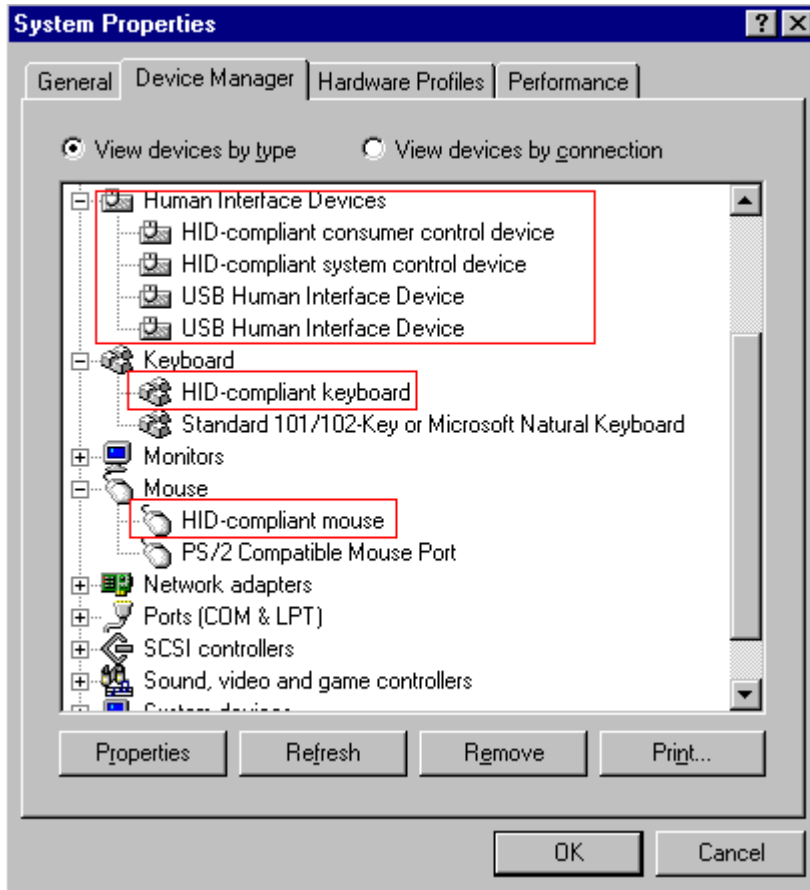 System Properties
General Device Manager Hardware Profiles Performance
View devices by type View devices by connection
Human Interface Devices
HID-compliant consumer control device
HID-compliant system control device
USB Human Interface Device
USB Human Interface Device
Keyboard
HID-compliant keyboard
Standard 101/102-Key or Microsoft Natural Keyboard
Monitors
Mouse
HID-compliant mouse
PS/2 Compatible Mouse Port
Network adapters
Ports (COM & LPT)
SCSI controllers
Sound, video and game controllers
System devices
Properties Refresh Remove Print...
OK Cancel